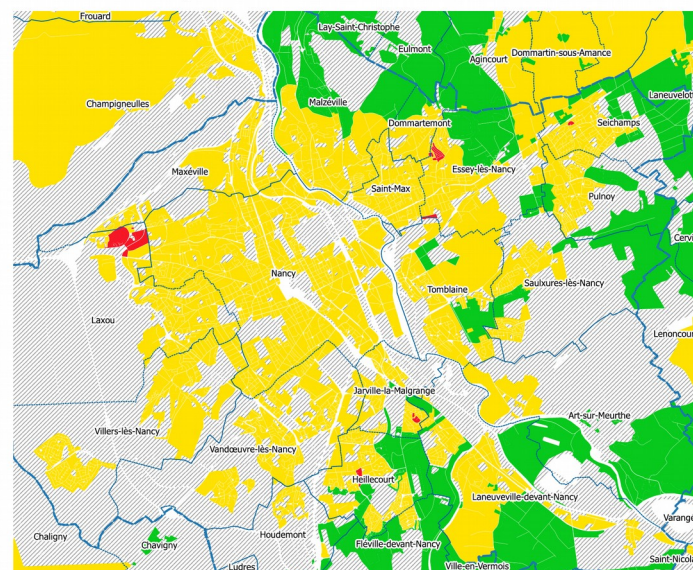 Frouard
Lay-Saint-Christophe
Eulmont
Agincourt
Dommartin-sous-Amance
Champigneulles
Malzéville
Laneuvelott
Dommartemont
Seichamps
Maxéville
Essey-lès-Nancy
Saint-Max
Pulnoy
Cervi
Nancy
Tomblaine
Saulxures-lès-Nancy
Laxou
Lenoncour
Jarville-la-Malgrange
Art-sur-Meurthe
Villers-lès-Nancy
Vandœuvre-lès-Nancy
Heillecourt
Laneuveville-devant-Nancy
Varange
Chaligny
Chavigny
Houdemont
Fléville-devant-Nancy
Saint-Nicola
Ludres
Ville-en-Vermois